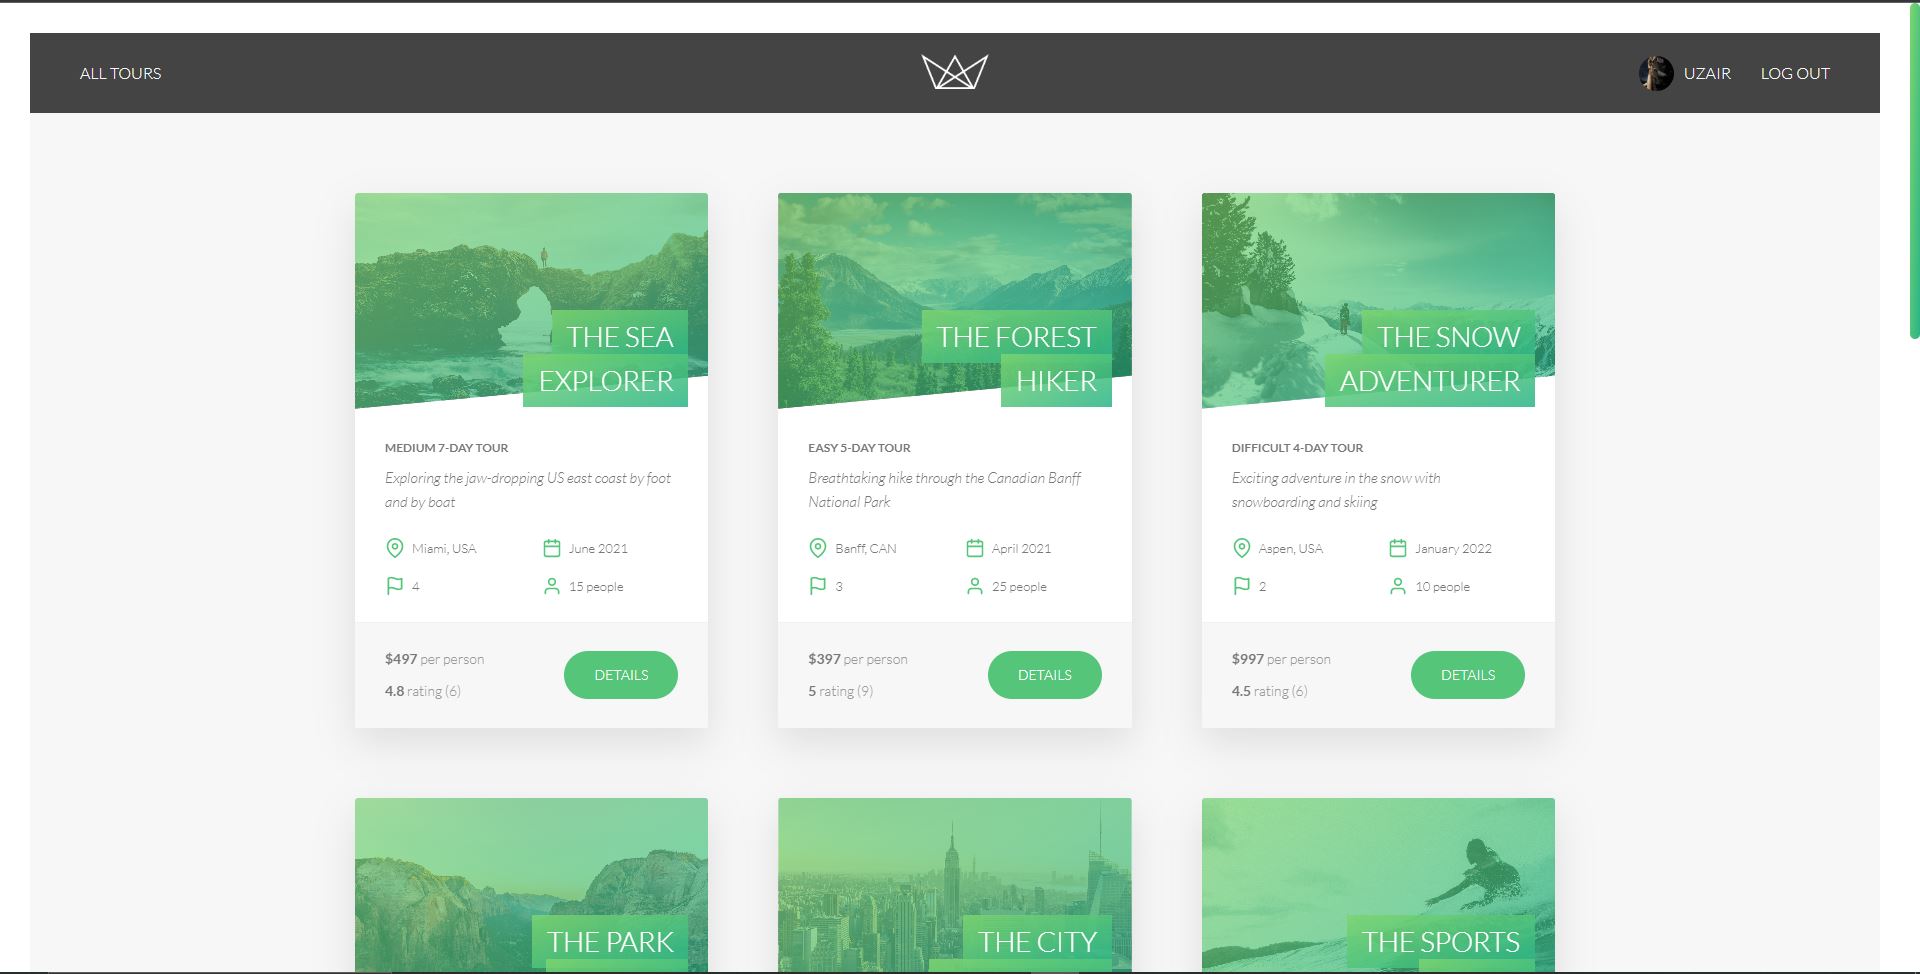 ALL TOURS
UZAIR
LOG OUT
THE SEA
EXPLORER
MEDIUM 7-DAY TOUR
Exploring the jaw-dropping US east coast by foot
and by boat
Miami, USA
June 2021
4
15 people
$497 per person
4.8 rating (6)
DETAILS
THE FOREST
HIKER
EASY 5-DAY TOUR
Breathtaking hike through the Canadian Banff
National Park
Banff, CAN
April 2021
3
25 people
$397 per person
5 rating (9)
DETAILS
THE SNOW
ADVENTURER
DIFFICULT 4-DAY TOUR
Exciting adventure in the snow with
snowboarding and skiing
Aspen, USA
January 2022
2
10 people
$997 per person
4.5 rating (6)
DETAILS
THE PARK
THE CITY
THE SPORTS